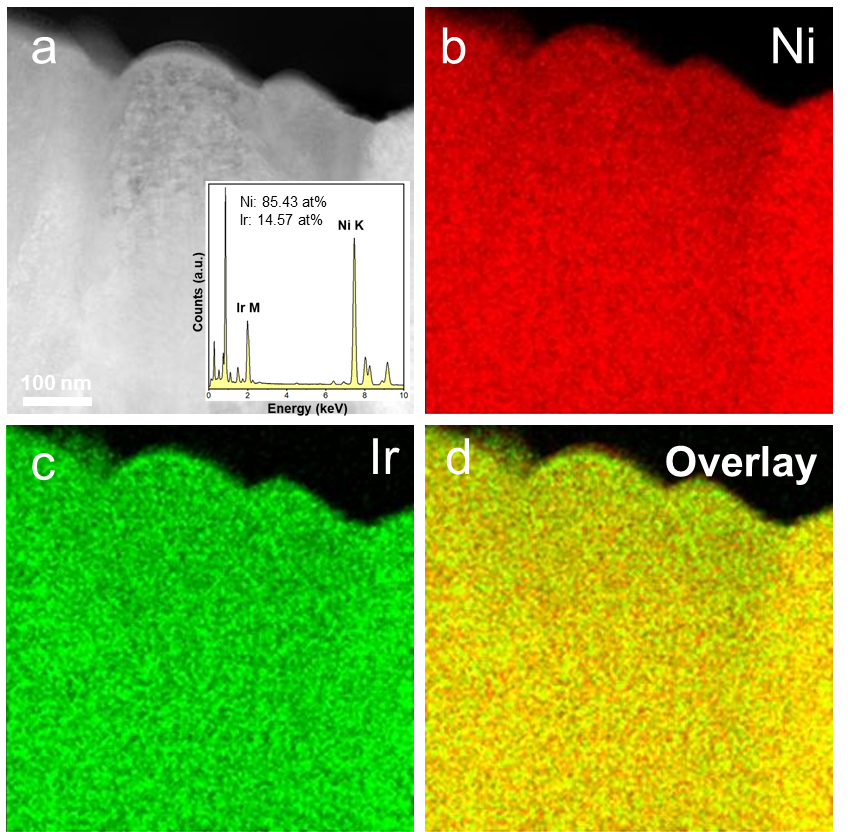 a
Ni: 85.43 at%
Ir: 14.57 at%
Ni K
Ir M
Counts (a.u.)
0 2 4 6 8 10
Energy (keV)
100 nm
b
Ni
c
Ir
d
Overlay